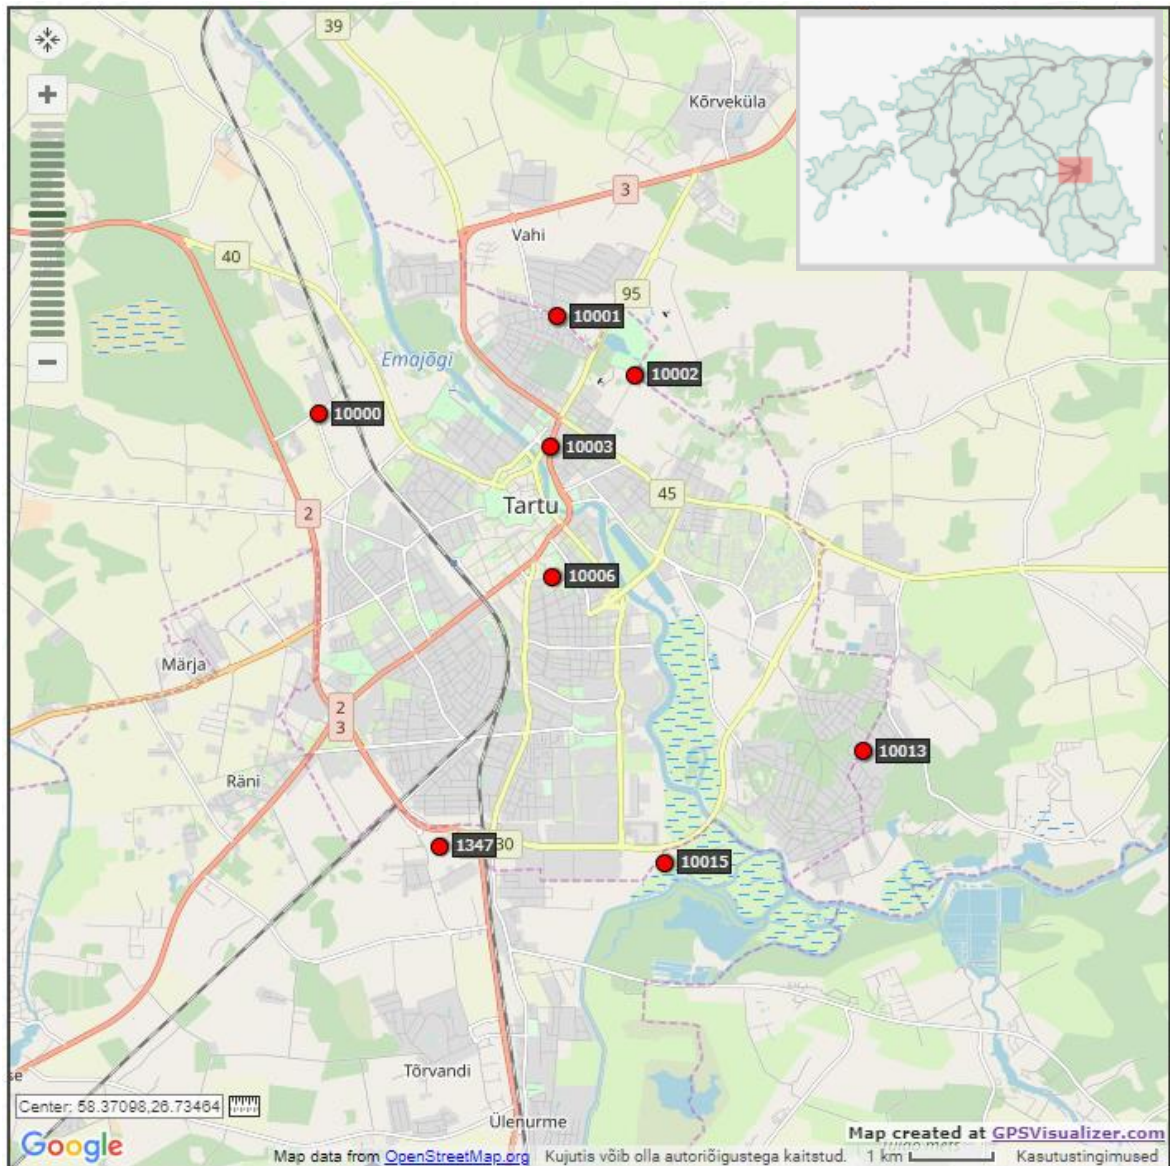 39
Kõrveküla
3
Vahi
40
95
10001
Emajõgi
10002
10000
10003
45
Tartu
2
10006
Märja
2
3
10013
Räni
1347
30
10015
Tõrvandi
se
Center: 58.37098,26.73464
Ülenurme
Map created at GPSVisualizer.com
Google
Map data from OpenStreetMap.org Kujutis võib olla autoriõigustega kaitstud. 1 km Kasutustingimused